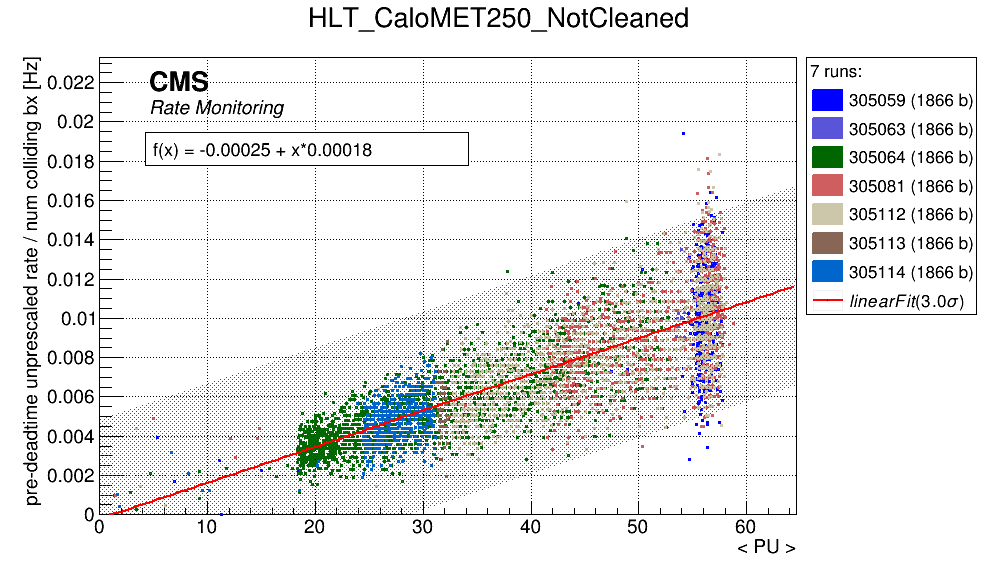 HLT_CaloMET250_NotCleaned
pre-deadtime unprescaled rate / num colliding bx [Hz]
0.022
0.02
0.018
0.016
0.014
0.012
0.01
0.008
0.006
0.004
0.002
0
CMS
Rate Monitoring
f(x) = -0.00025 + x*0.00018
0 10 20 30 40 50 60
< PU >
7 runs:
305059 (1866 b)
305063 (1866 b)
305064 (1866 b)
305081 (1866 b)
305112 (1866 b)
305113 (1866 b)
305114 (1866 b)
linearFit(3.0σ)